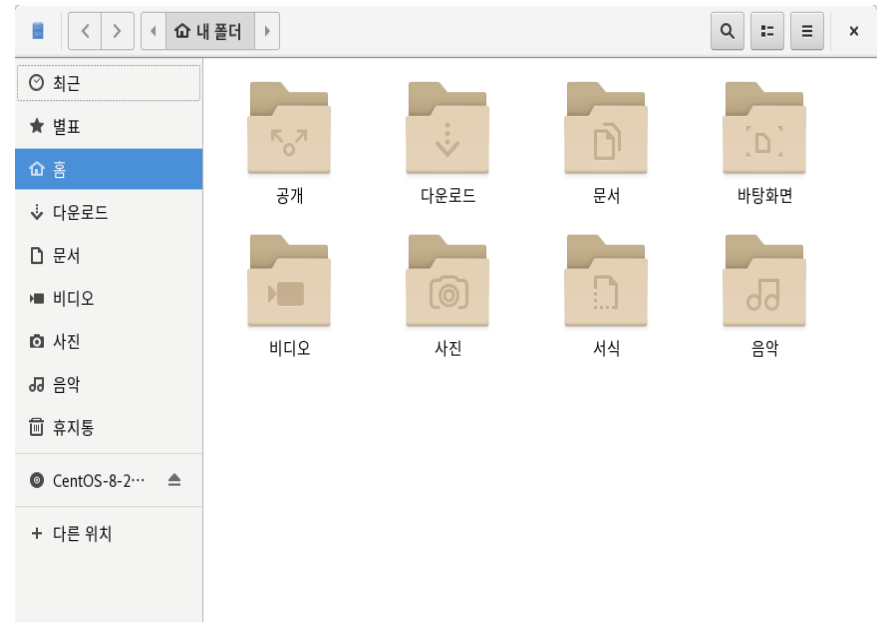 내 폴더
최근
별표
홈
다운로드
문서
비디오
사진
음악
휴지통
CentOS-8-2…
다른 위치
공개 다운로드 문서 바탕화면
비디오 사진 서식 음악